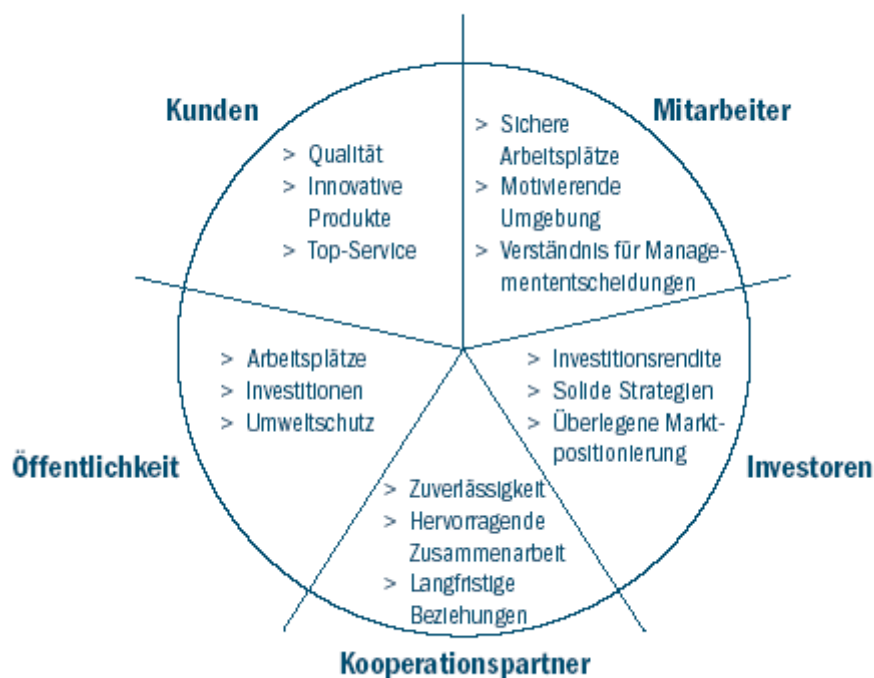 Kunden
> Qualität
> Innovative
Produkte
> Top-Service
Mitarbeiter
> Sichere
Arbeitsplätze
> Motivierende
Umgebung
> Verständnis für Manage-
mententscheidungen
> Investitionsrendite
> Solide Strategien
> Überlegene Markt-
positionierung
Investoren
> Zuverlässigkeit
> Hervorragende
Zusammenarbeit
> Langfristige
Beziehungen
Kooperationspartner
> Arbeitsplätze
> Investitionen
> Umweltschutz
Öffentlichkeit